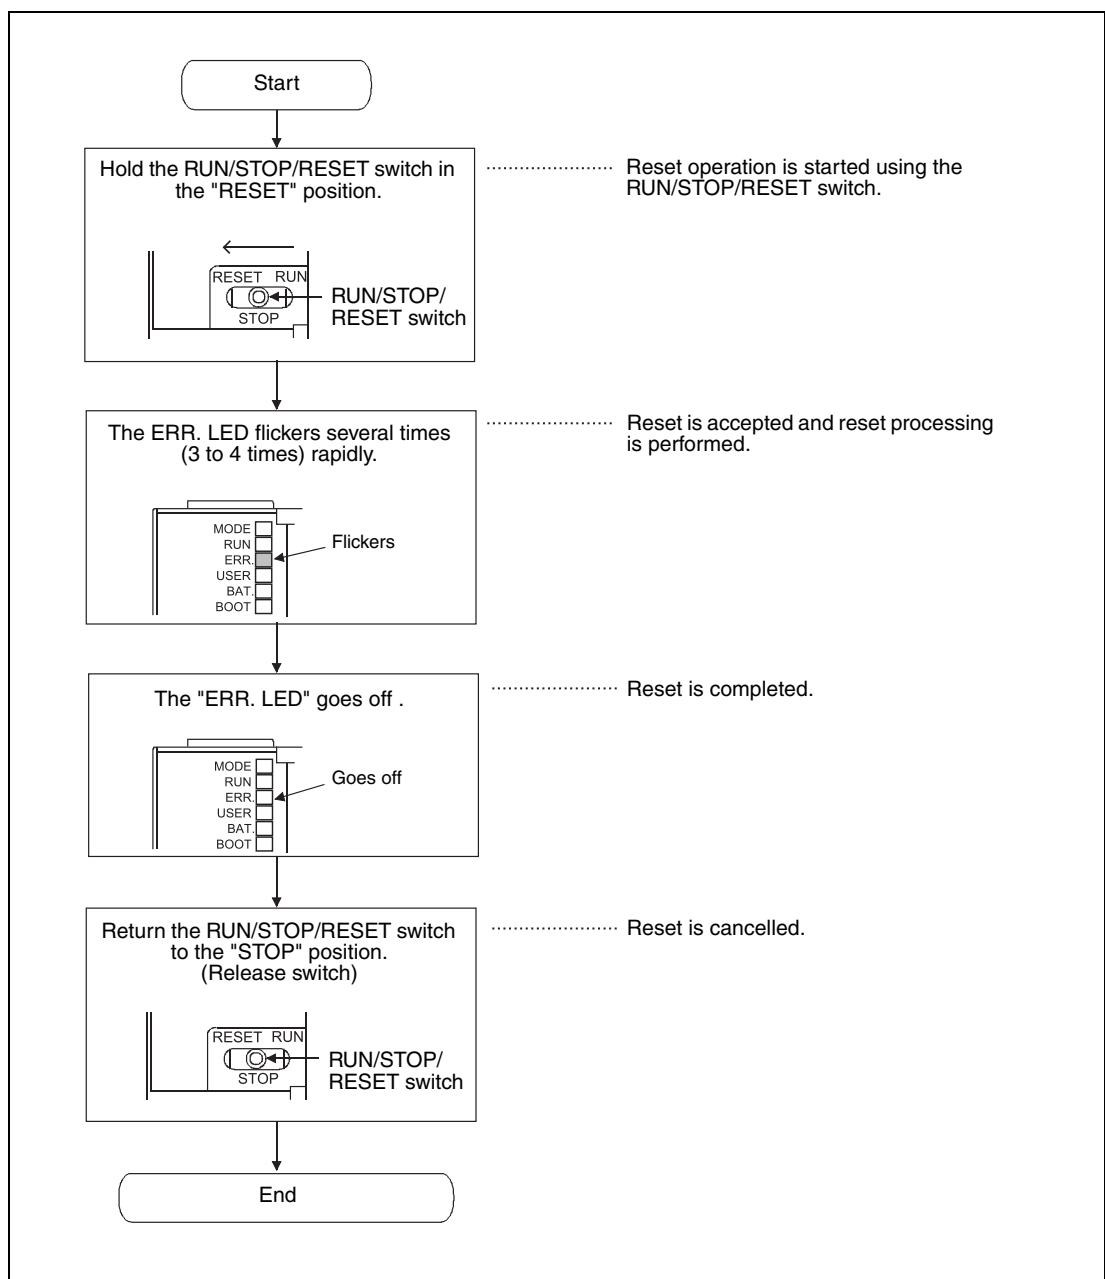 Start
Hold the RUN/STOP/RESET switch in
the "RESET" position.
Reset operation is started using the
RUN/STOP/RESET switch.
RESET RUN
STOP
RUN/STOP/
RESET switch
The ERR. LED flickers several times
(3 to 4 times) rapidly.
Reset is accepted and reset processing
is performed.
MODE
RUN
ERR.
USER
BAT.
BOOT
Flickers
The "ERR. LED" goes off .
Reset is completed.
MODE
RUN
ERR.
USER
BAT.
BOOT
Goes off
Return the RUN/STOP/RESET switch
to the "STOP" position.
(Release switch)
Reset is cancelled.
RESET RUN
STOP
RUN/STOP/
RESET switch
End